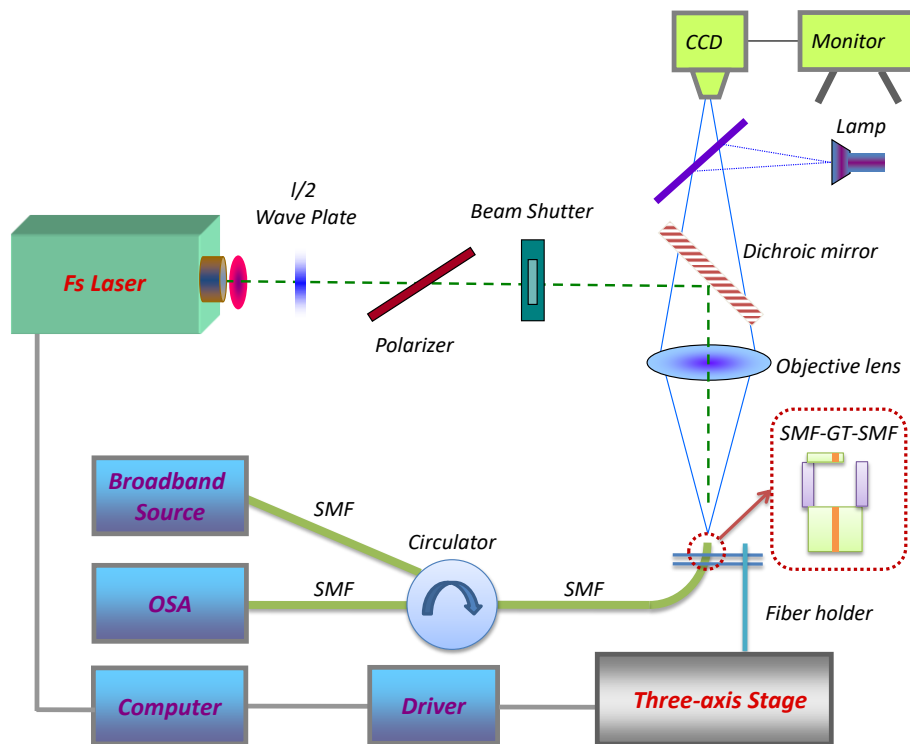 CCD
Monitor
Lamp
l/2
Wave Plate
Beam Shutter
Dichroic mirror
Fs Laser
Polarizer
Objective lens
SMF-GT-SMF
Broadband
Source
SMF
Circulator
OSA
SMF
SMF
Fiber holder
Computer
Driver
Three-axis Stage